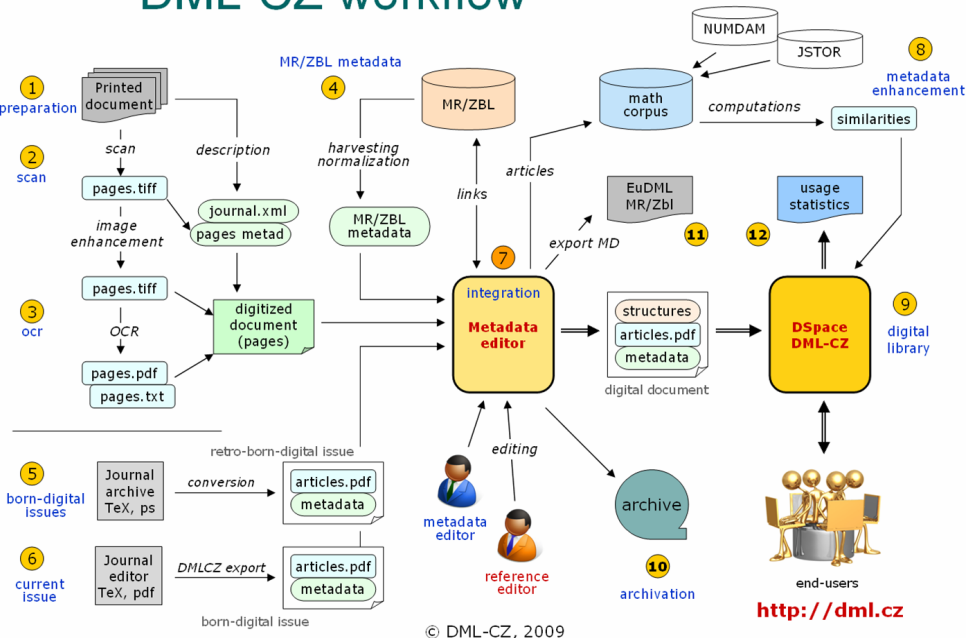 DML-CZ workflow
NUMDAM
JSTOR
8
metadata
enhancement
MR/ZBL metadata
4
MR/ZBL
math
corpus
computations
similarities
1
preparation
Printed
document
scan
description
harvesting
normalization
links
articles
2
scan
pages.tiff
journal.xml
pages metad
MR/ZBL
metadata
EuDML
MR/Zbl
usage
statistics
11
12
image
enhancement
export MD
7
integration
Metadata
editor
pages.tiff
3
ocr
OCR
digitized
document
(pages)
structures
articles.pdf
metadata
digital document
DSpace
DML-CZ
9
digital
library
pages.pdf
pages.txt
retro-born-digital issue
editing
5
born-digital
issues
Journal
archive
TeX, ps
conversion
articles.pdf
metadata
metadata
editor
archive
6
current
issue
Journal
editor
TeX, pdf
DMLCZ export
articles.pdf
metadata
born-digital issue
reference
editor
10
archivation
end-users
http://dml.cz
© DML-CZ, 2009